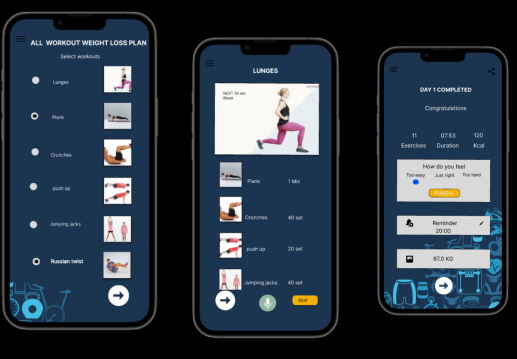 ALL WORKOUT WEIGHT LOSS PLAN
Select workouts
Lunges
Plank
Crunches
push up
Jumping jacks
Russian twist
LUNGES
NEXT 30 sec
Break
Plank 1 Min
Crunches 40 set
push up 20 set
Jumping jacks 40 set
SKIP
DAY 1 COMPLETED
Congratulations
11 07:53 120
Exercises Duration Kcal
How do you feel
Too easy Just right Too hard
FINISH
Reminder
20:00
67.0 KG